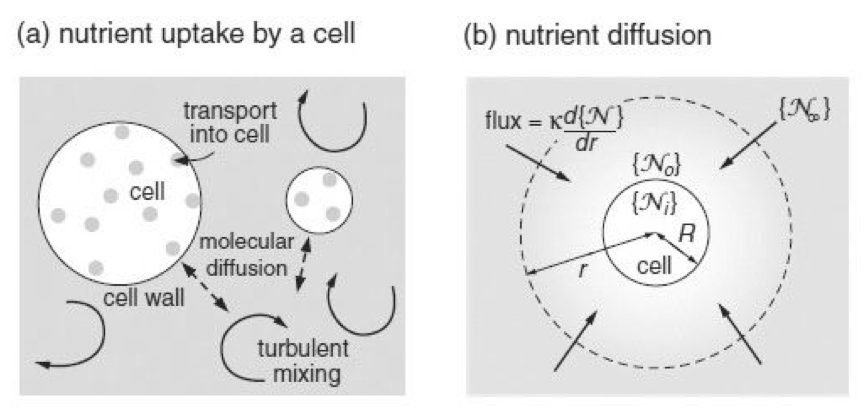 (a) nutrient uptake by a cell
transport
into cell
cell
molecular
diffusion
cell wall
turbulent
mixing
(b) nutrient diffusion
flux = κ d{𝒩}/dr
{𝒩∞}
{𝒩o}
{𝒩i}
R
r
cell